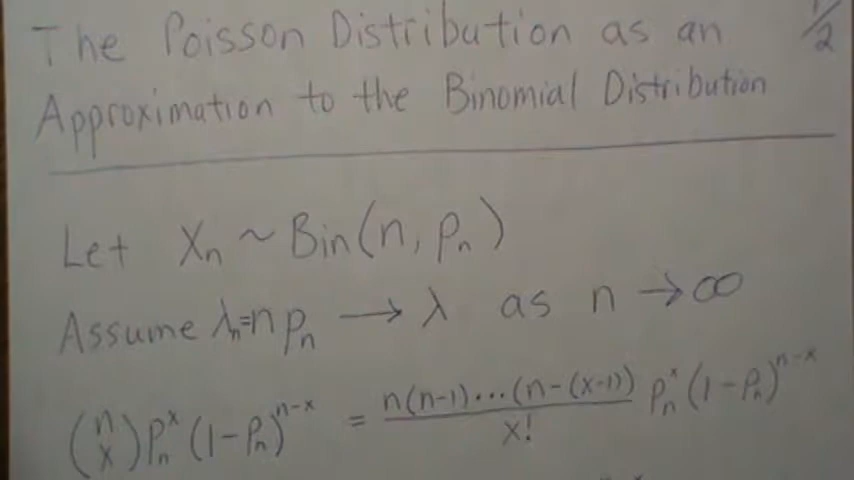 The Poisson Distribution as an 1/2
Approximation to the Binomial Distribution
Let Xₙ ~ Bin(n, pₙ)
Assume λₙ=npₙ → λ as n → ∞
(n x) pₙˣ (1-pₙ)ⁿ⁻ˣ = n(n-1)···(n-(x-1)) / x! pₙˣ (1-pₙ)ⁿ⁻ˣ